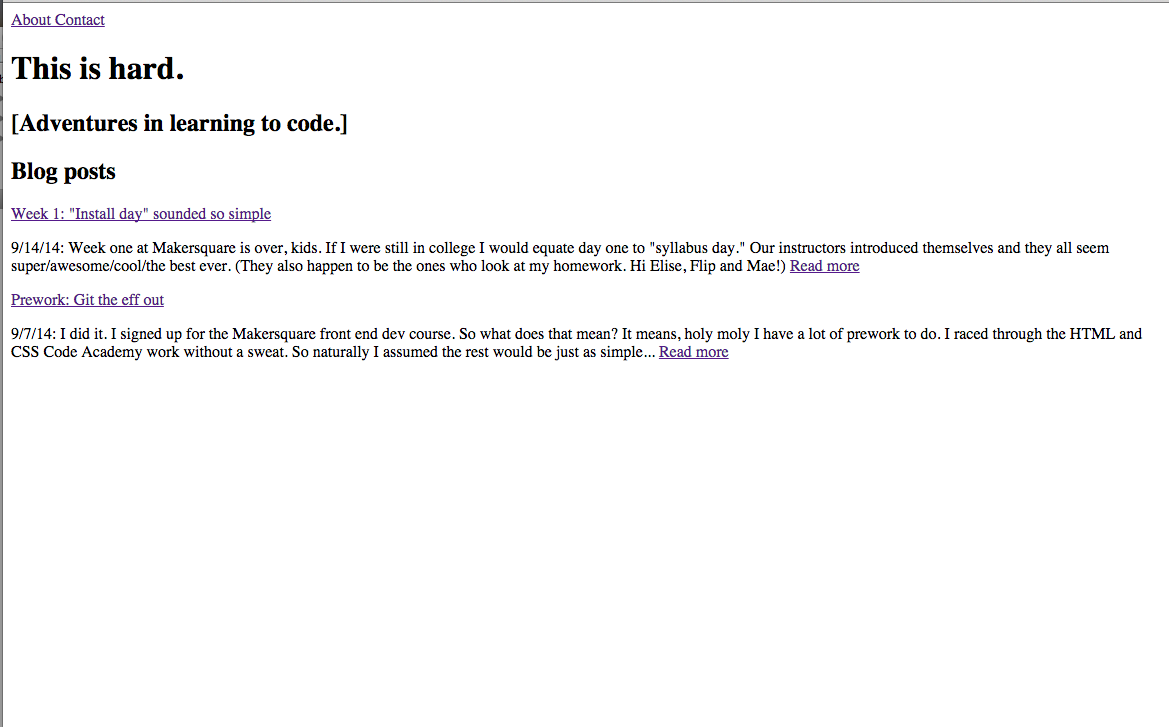 About Contact
This is hard.
[Adventures in learning to code.]
Blog posts
Week 1: "Install day" sounded so simple
9/14/14: Week one at Makersquare is over, kids. If I were still in college I would equate day one to "syllabus day." Our instructors introduced themselves and they all seem
super/awesome/cool/the best ever. (They also happen to be the ones who look at my homework. Hi Elise, Flip and Mae!) Read more
Prework: Git the eff out
9/7/14: I did it. I signed up for the Makersquare front end dev course. So what does that mean? It means, holy moly I have a lot of prework to do. I raced through the HTML and
CSS Code Academy work without a sweat. So naturally I assumed the rest would be just as simple... Read more